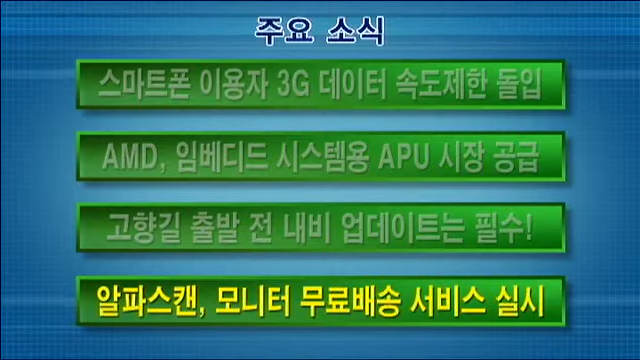 주요 소식
스마트폰 이용자 3G 데이터 속도제한 돌입
AMD, 임베디드 시스템용 APU 시장 공급
고향길 출발 전 내비 업데이트는 필수!
알파스캔, 모니터 무료배송 서비스 실시